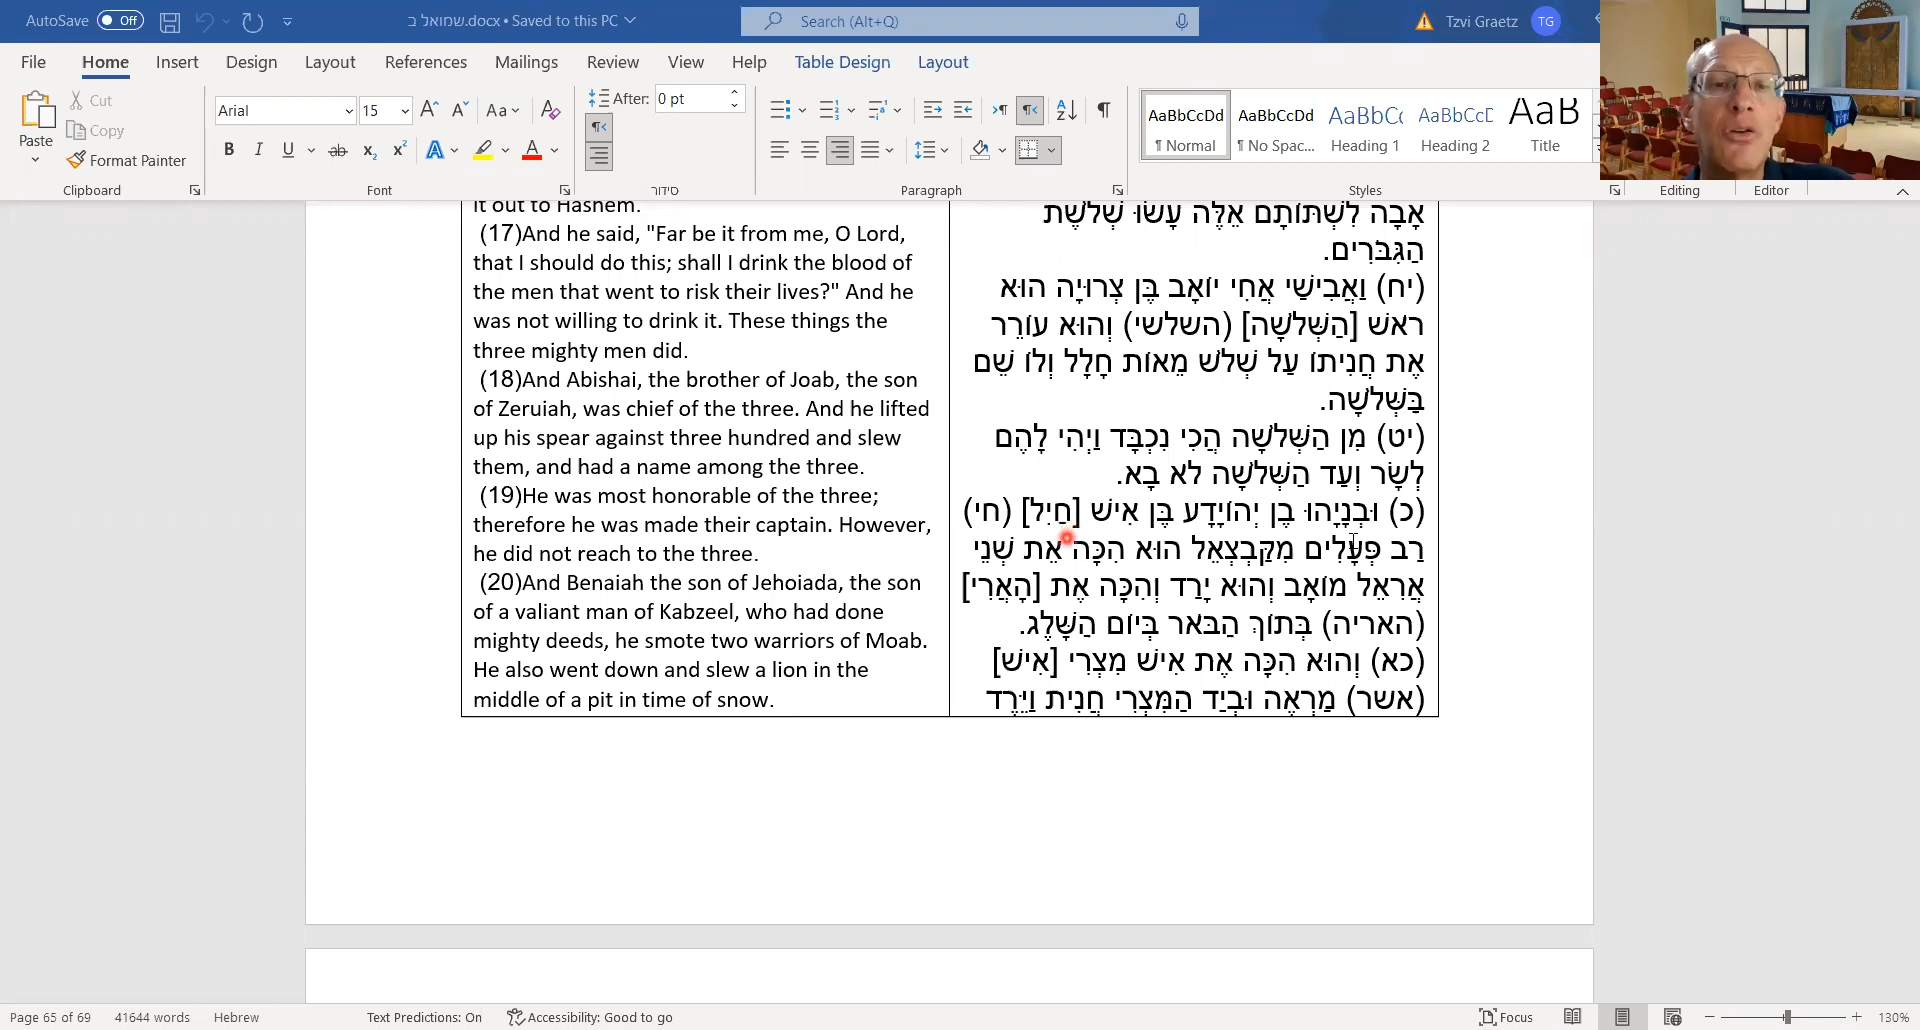 AutoSave Off
שמואל ב.docx • Saved to this PC
Search (Alt+Q)
Tzvi Graetz TG
File Home Insert Design Layout References Mailings Review View Help Table Design Layout
Paste
Cut
Copy
Format Painter
Clipboard
Arial 15
Font
After: 0 pt
סידור
Paragraph
AaBbCcDd AaBbCcDd AaBbCc AaBbCcD AaB
¶ Normal ¶ No Spac... Heading 1 Heading 2 Title
Styles
Editing
Editor
it out to Hashem.
(17)And he said, "Far be it from me, O Lord,
that I should do this; shall I drink the blood of
the men that went to risk their lives?" And he
was not willing to drink it. These things the
three mighty men did.
(18)And Abishai, the brother of Joab, the son
of Zeruiah, was chief of the three. And he lifted
up his spear against three hundred and slew
them, and had a name among the three.
(19)He was most honorable of the three;
therefore he was made their captain. However,
he did not reach to the three.
(20)And Benaiah the son of Jehoiada, the son
of a valiant man of Kabzeel, who had done
mighty deeds, he smote two warriors of Moab.
He also went down and slew a lion in the
middle of a pit in time of snow.
אָבָה לִשְׁתּוֹתָם אֵלֶּה עָשׂוּ שְׁלֹשֶׁת
הַגִּבֹּרִים.
(יח) וַאֲבִישַׁי אֲחִי יוֹאָב בֶּן צְרוּיָה הוּא
רֹאשׁ [הַשְּׁלֹשָׁה] (השלשי) וְהוּא עוֹרֵר
אֶת חֲנִיתוֹ עַל שְׁלֹשׁ מֵאוֹת חָלָל וְלוֹ שֵׁם
בַּשְּׁלֹשָׁה.
(יט) מִן הַשְּׁלֹשָׁה הֲכִי נִכְבָּד וַיְהִי לָהֶם
לְשָׂר וְעַד הַשְּׁלֹשָׁה לֹא בָא.
(כ) וּבְנָיָהוּ בֶן יְהוֹיָדָע בֶּן אִישׁ [חַיִל] (חי)
רַב פְּעָלִים מִקַּבְצְאֵל הוּא הִכָּה אֵת שְׁנֵי
אֲרִאֵל מוֹאָב וְהוּא יָרַד וְהִכָּה אֶת [הָאֲרִי]
(האריה) בְּתוֹךְ הַבֹּאר בְּיוֹם הַשָּׁלֶג.
(כא) וְהוּא הִכָּה אֶת אִישׁ מִצְרִי [אִישׁ]
(אשר) מַרְאֶה וּבְיַד הַמִּצְרִי חֲנִית וַיֵּרֶד
Page 65 of 69 41644 words Hebrew Text Predictions: On Accessibility: Good to go Focus 130%